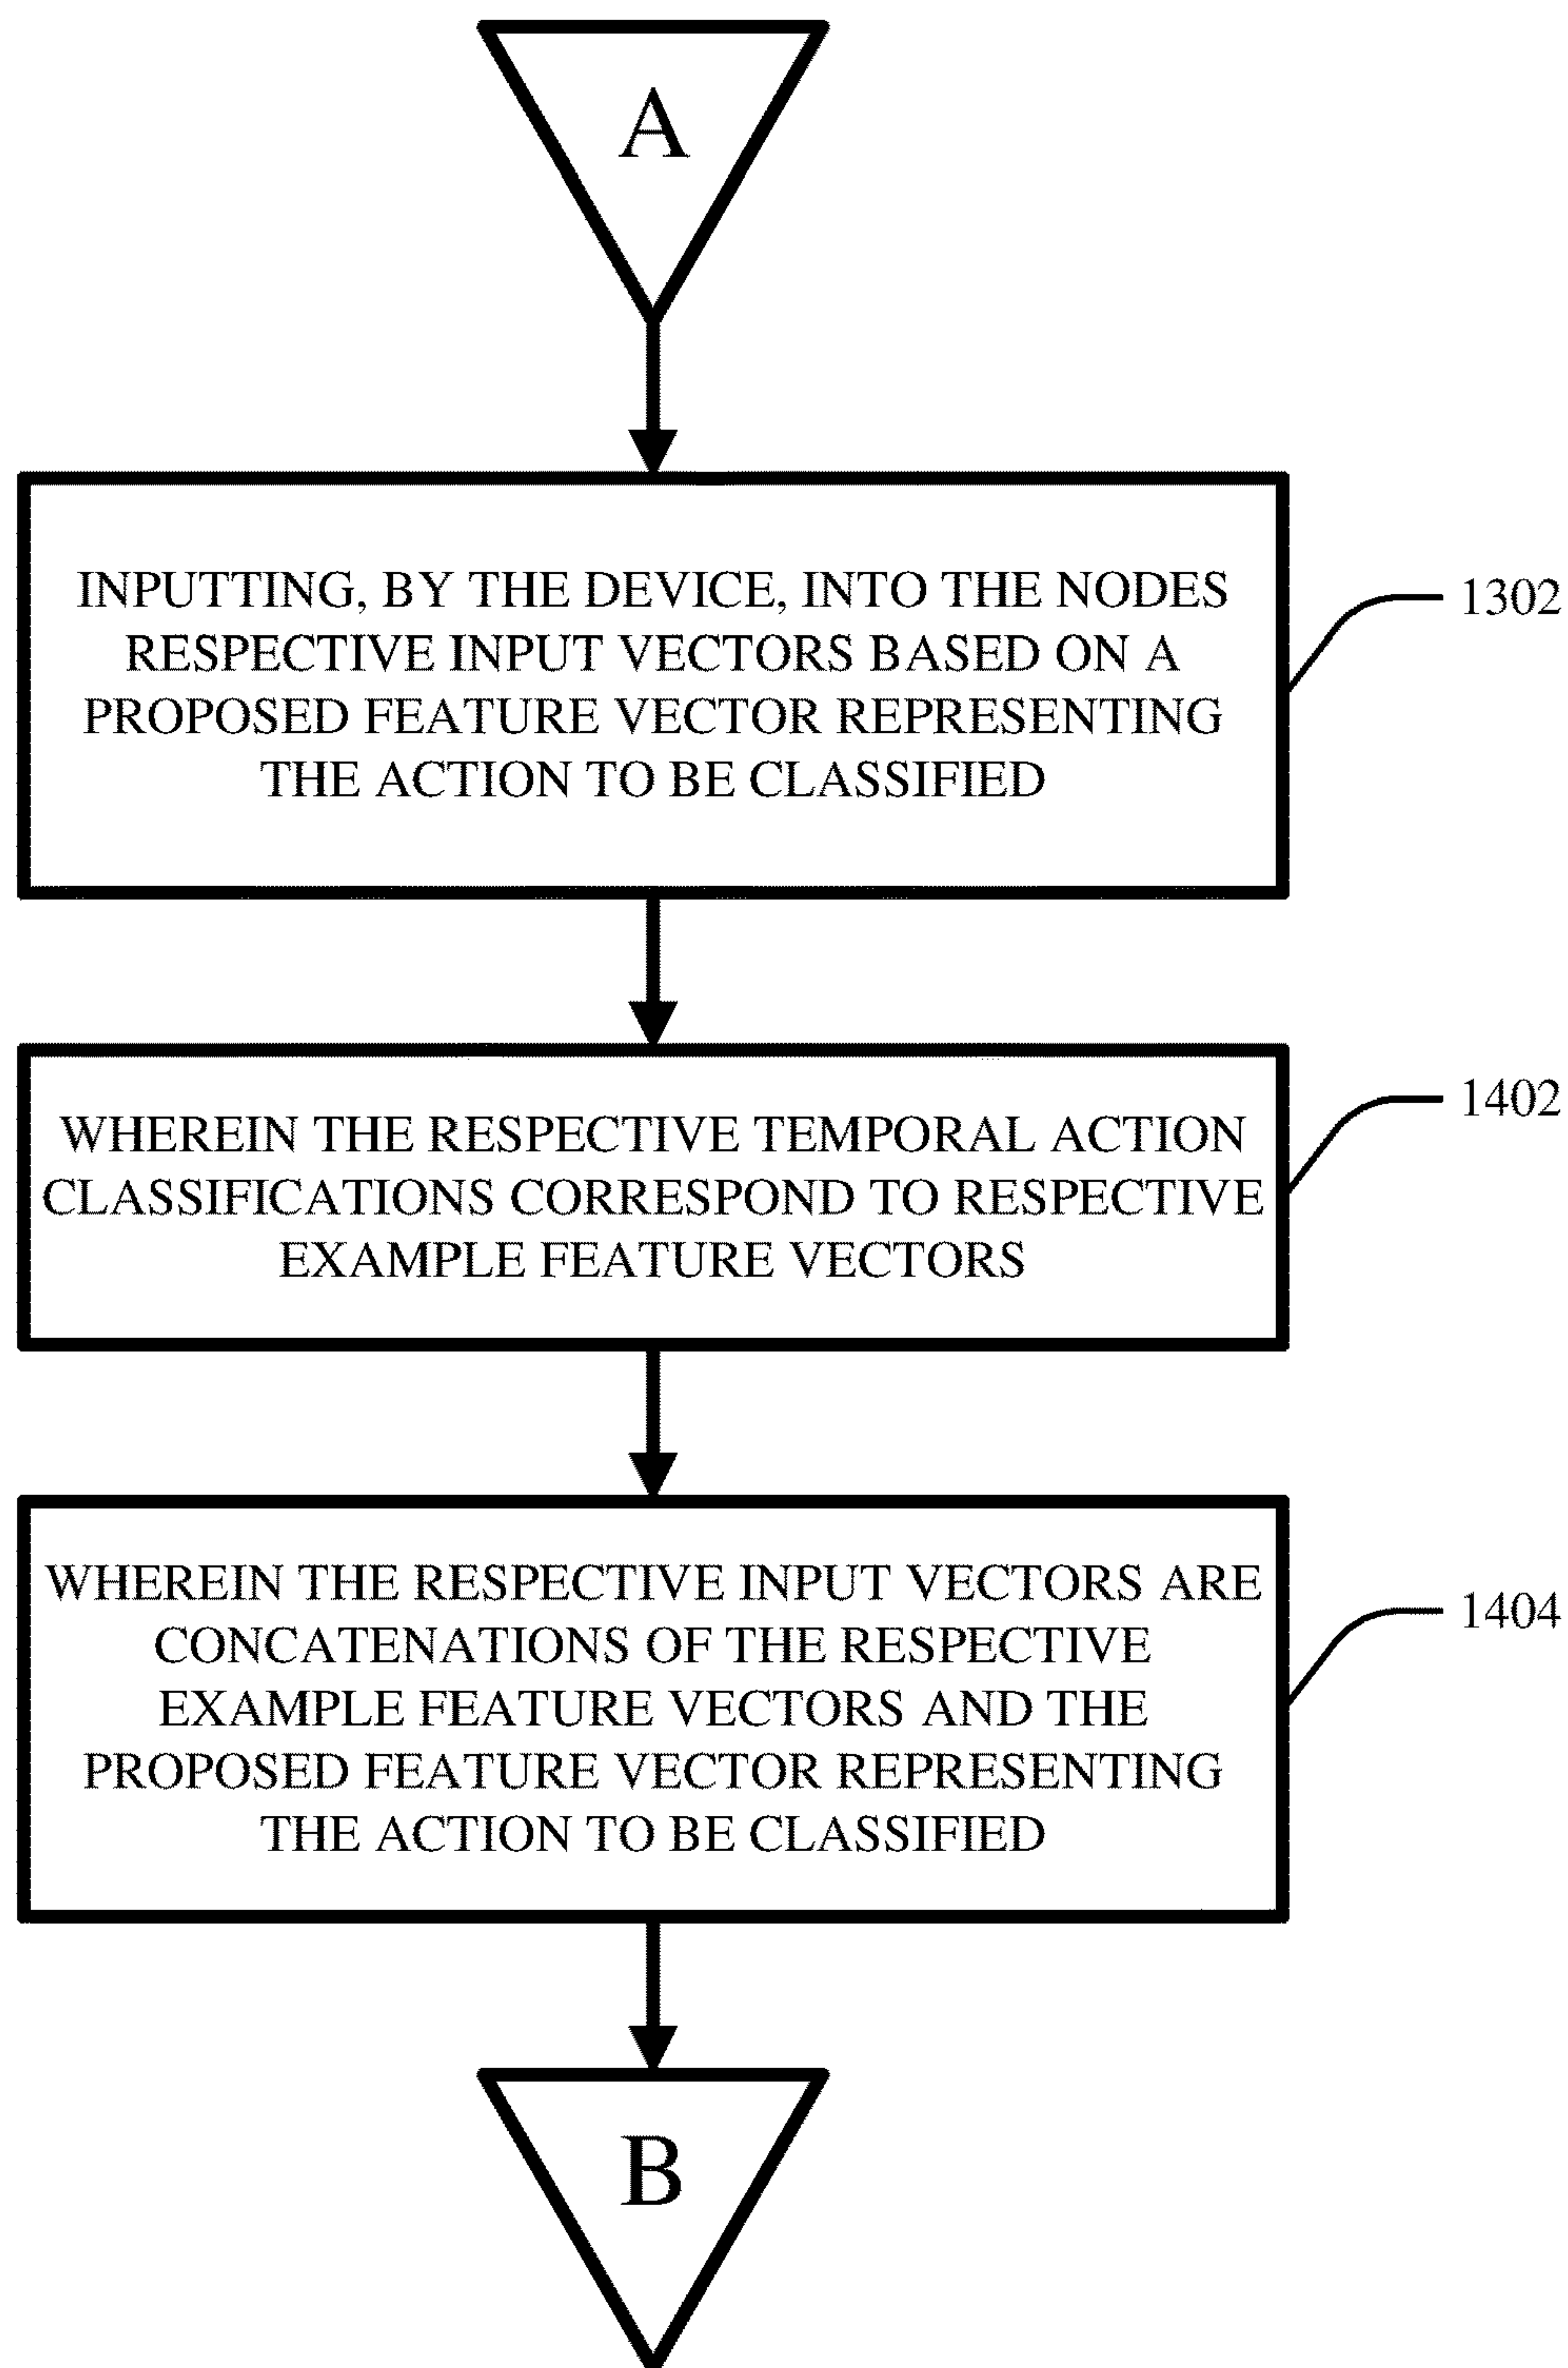 A
INPUTTING, BY THE DEVICE, INTO THE NODES
RESPECTIVE INPUT VECTORS BASED ON A
PROPOSED FEATURE VECTOR REPRESENTING
THE ACTION TO BE CLASSIFIED
1302
WHEREIN THE RESPECTIVE TEMPORAL ACTION
CLASSIFICATIONS CORRESPOND TO RESPECTIVE
EXAMPLE FEATURE VECTORS
1402
WHEREIN THE RESPECTIVE INPUT VECTORS ARE
CONCATENATIONS OF THE RESPECTIVE
EXAMPLE FEATURE VECTORS AND THE
PROPOSED FEATURE VECTOR REPRESENTING
THE ACTION TO BE CLASSIFIED
1404
B